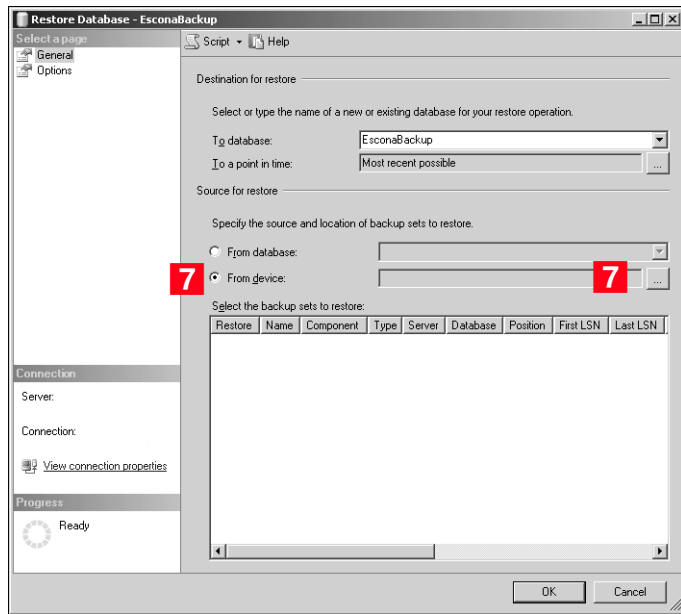 Restore Database - EsconaBackup
Select a page
General
Options
Script
Help
Destination for restore
Select or type the name of a new or existing database for your restore operation.
To database:
EsconaBackup
To a point in time:
Most recent possible
...
Source for restore
Specify the source and location of backup sets to restore.
From database:
7
From device:
7
...
Select the backup sets to restore:
Restore Name Component Type Server Database Position First LSN Last LSN
Connection
Server:
Connection:
View connection properties
Progress
Ready
OK
Cancel